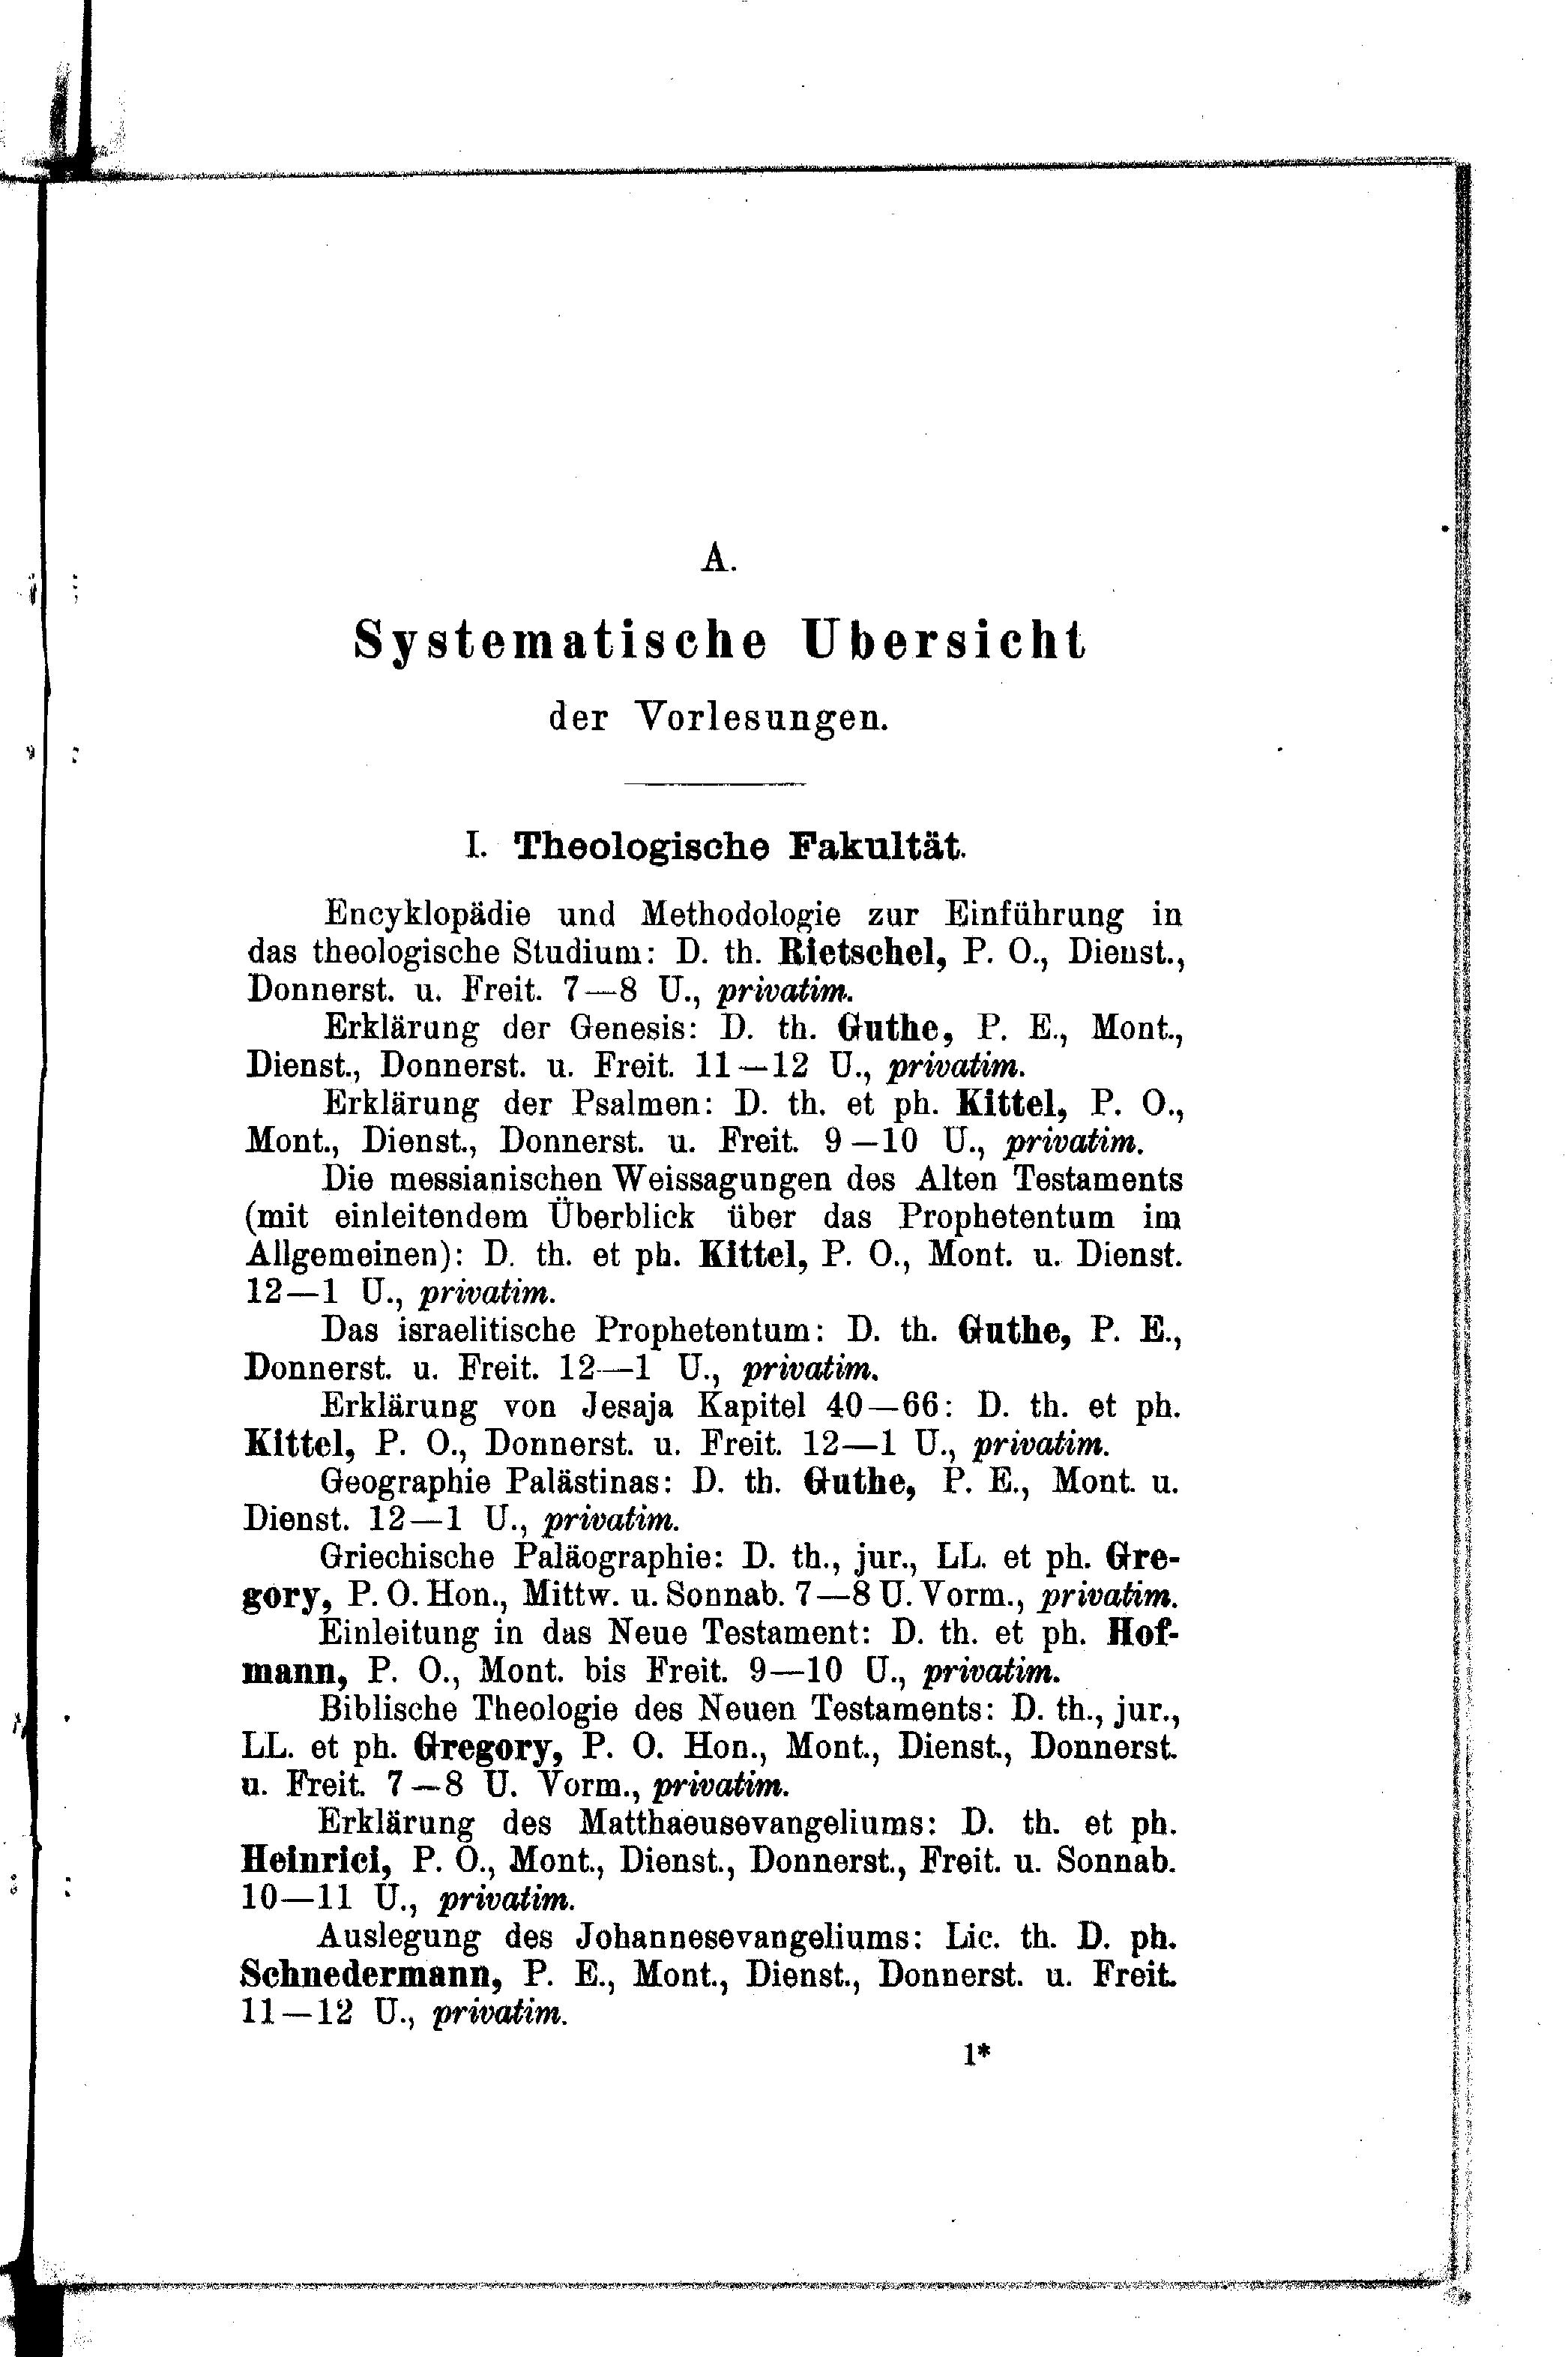 A.
Systematische Ubersicht
der Vorlesungen.
I. Theologische Fakultät.
Encyklopädie und Methodologie zur Einführung in
das theologische Studium: D. th. Rietschel, P. O., Dienst.,
Donnerst. u. Freit. 7—8 U., privatim.
Erklärung der Genesis: D. th. Guthe, P. E., Mont.,
Dienst., Donnerst. u. Freit. 11—12 U., privatim.
Erklärung der Psalmen: D. th. et ph. Kittel, P. O.,
Mont., Dienst., Donnerst. u. Freit. 9—10 U., privatim.
Die messianischen Weissagungen des Alten Testaments
(mit einleitendem Überblick über das Prophetentum im
Allgemeinen): D. th. et ph. Kittel, P. O., Mont. u. Dienst.
12—1 U., privatim.
Das israelitische Prophetentum: D. th. Guthe, P. E.,
Donnerst. u. Freit. 12—1 U., privatim.
Erklärung von Jesaja Kapitel 40—66: D. th. et ph.
Kittel, P. O., Donnerst. u. Freit. 12—1 U., privatim.
Geographie Palästinas: D. th. Guthe, P. E., Mont. u.
Dienst. 12—1 U., privatim.
Griechische Paläographie: D. th., jur., LL. et ph. Gre-
gory, P. O. Hon., Mittw. u. Sonnab. 7—8 U. Vorm., privatim.
Einleitung in das Neue Testament: D. th. et ph. Hof-
mann, P. O., Mont. bis Freit. 9—10 U., privatim.
Biblische Theologie des Neuen Testaments: D. th., jur.,
LL. et ph. Gregory, P. O. Hon., Mont., Dienst., Donnerst.
u. Freit. 7—8 U. Vorm., privatim.
Erklärung des Matthaeusevangeliums: D. th. et ph.
Heinrici, P. O., Mont., Dienst., Donnerst., Freit. u. Sonnab.
10—11 U., privatim.
Auslegung des Johannesevangeliums: Lic. th. D. ph.
Schnedermann, P. E., Mont., Dienst., Donnerst. u. Freit.
11—12 U., privatim.
1*